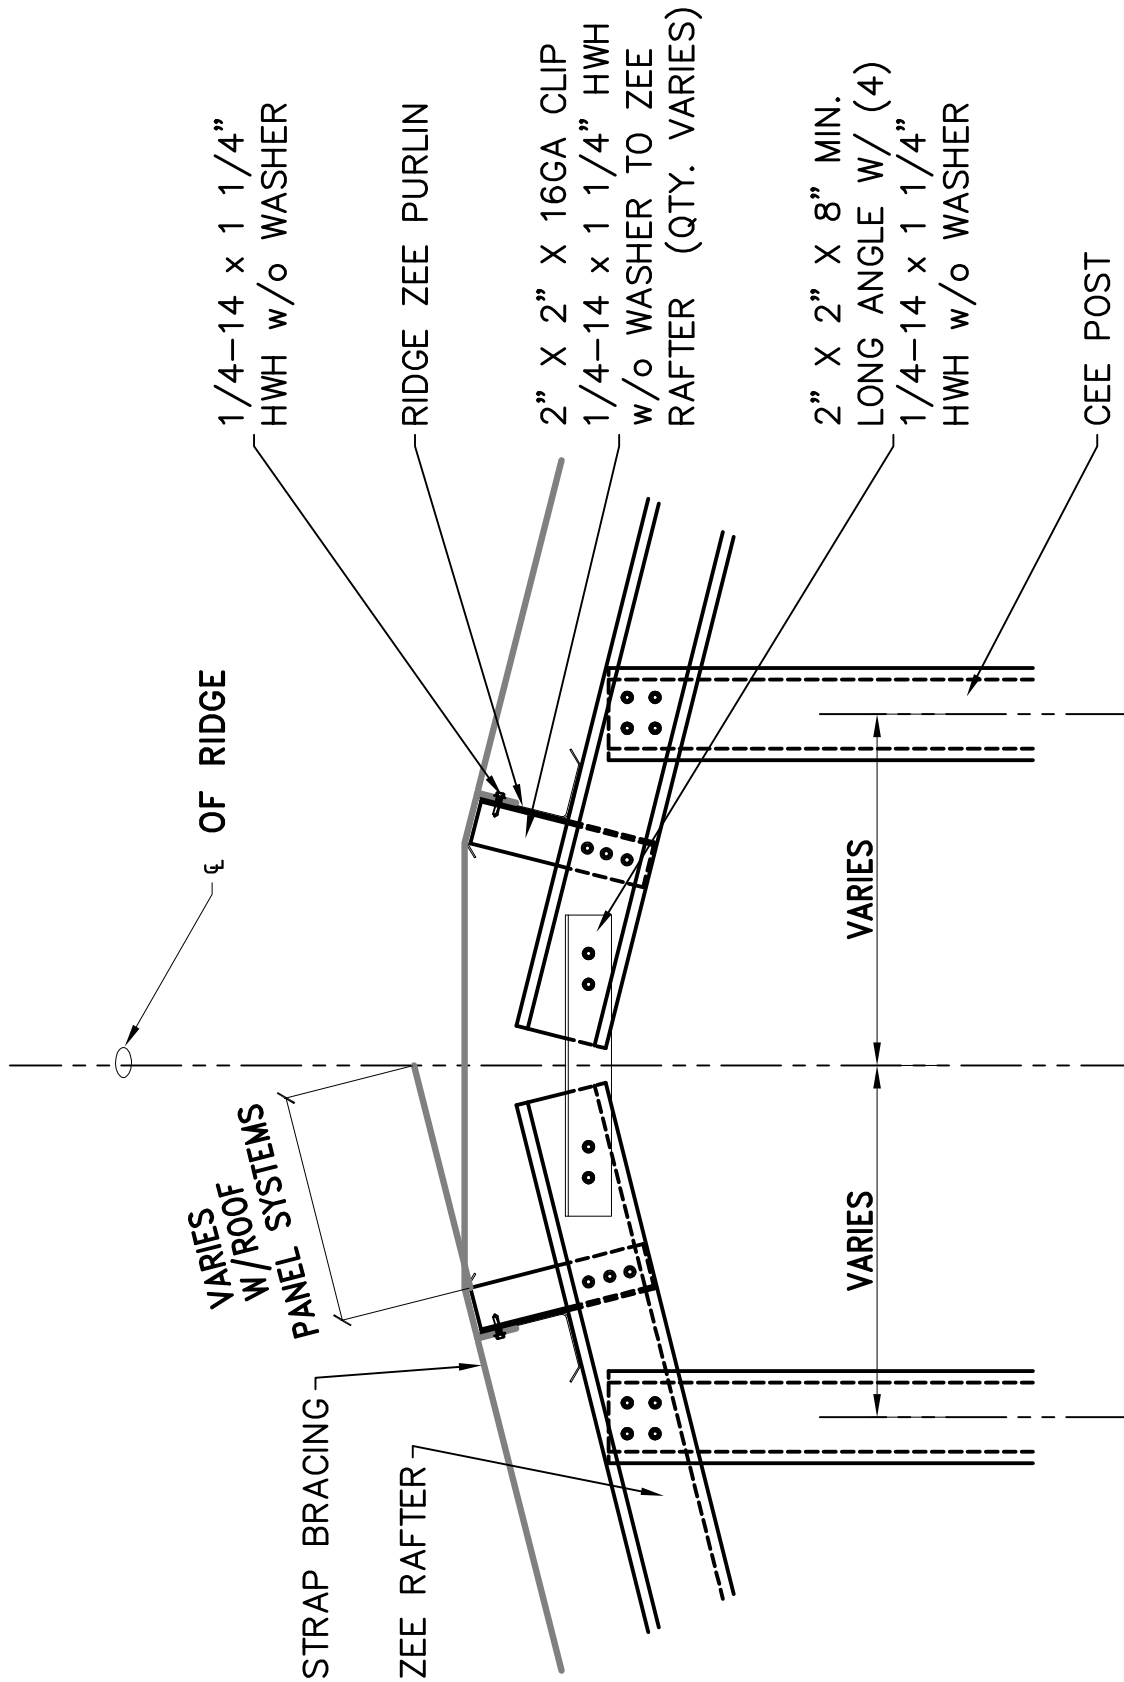 ℄ OF RIDGE
1/4-14 x 1 1/4"
HWH w/o WASHER
RIDGE ZEE PURLIN
2" X 2" X 16GA CLIP
1/4-14 x 1 1/4" HWH
w/o WASHER TO ZEE
RAFTER (QTY. VARIES)
2" X 2" X 8" MIN.
LONG ANGLE W/ (4)
1/4-14 x 1 1/4"
HWH w/o WASHER
CEE POST
VARIES
W/ROOF
PANEL SYSTEMS
STRAP BRACING
ZEE RAFTER
VARIES
VARIES